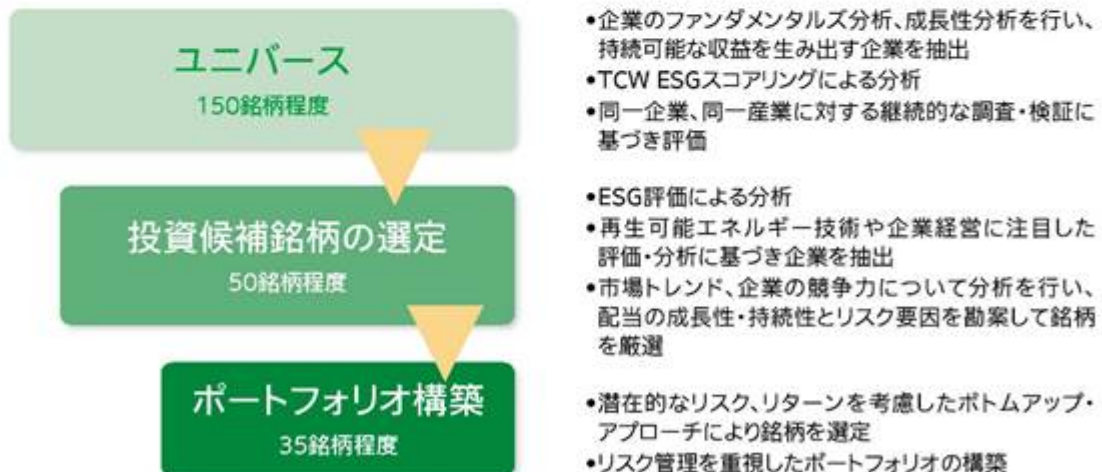 ユニバース
150銘柄程度
•企業のファンダメンタルズ分析、成長性分析を行い、
持続可能な収益を生み出す企業を抽出
•TCW ESGスコアリングによる分析
•同一企業、同一産業に対する継続的な調査・検証に
基づき評価
投資候補銘柄の選定
50銘柄程度
•ESG評価による分析
•再生可能エネルギー技術や企業経営に注目した
評価・分析に基づき企業を抽出
•市場トレンド、企業の競争力について分析を行い、
配当の成長性・持続性とリスク要因を勘案して銘柄
を厳選
ポートフォリオ構築
35銘柄程度
•潜在的なリスク、リターンを考慮したボトムアップ・
アプローチにより銘柄を選定
•リスク管理を重視したポートフォリオの構築